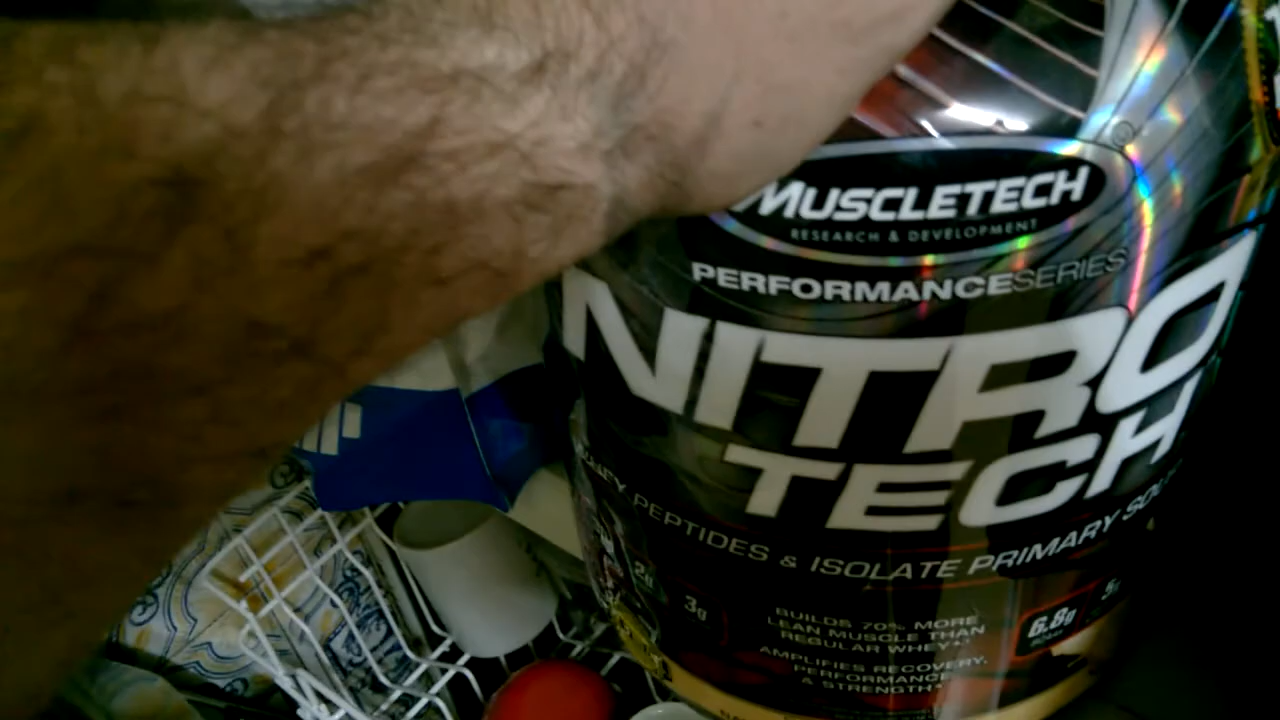 MUSCLETECH
RESEARCH & DEVELOPMENT
PERFORMANCESERIES
NITRO
TECH
PEPTIDES & ISOLATE PRIMARY
2g
3g
BUILDS 70% MORE
LEAN MUSCLE THAN
REGULAR WHEY
AMPLIFIES RECOVERY,
PERFORMANCE
& STRENGTH
6.8g